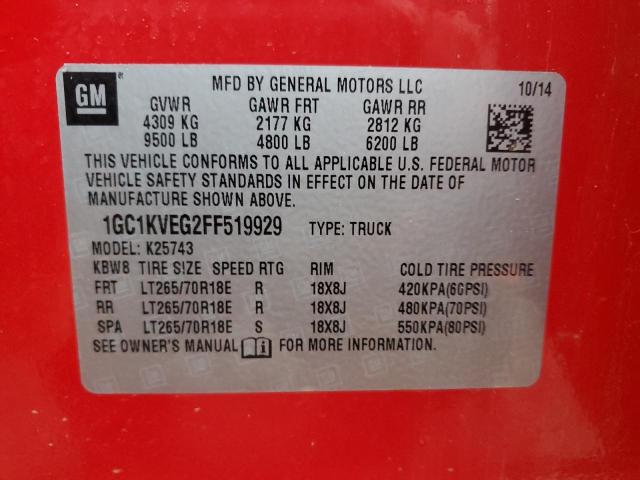 GM
MFD BY GENERAL MOTORS LLC 10/14
GVWR GAWR FRT GAWR RR
4309 KG 2177 KG 2812 KG
9500 LB 4800 LB 6200 LB
THIS VEHICLE CONFORMS TO ALL APPLICABLE U.S. FEDERAL MOTOR
VEHICLE SAFETY STANDARDS IN EFFECT ON THE DATE OF
MANUFACTURE SHOWN ABOVE.
1GC1KVEG2FF519929 TYPE: TRUCK
MODEL: K25743
KBW8 TIRE SIZE SPEED RTG RIM COLD TIRE PRESSURE
FRT LT265/70R18E R 18X8J 420KPA(60PSI)
RR LT265/70R18E R 18X8J 480KPA(70PSI)
SPA LT265/70R18E S 18X8J 550KPA(80PSI)
SEE OWNER'S MANUAL FOR MORE INFORMATION.